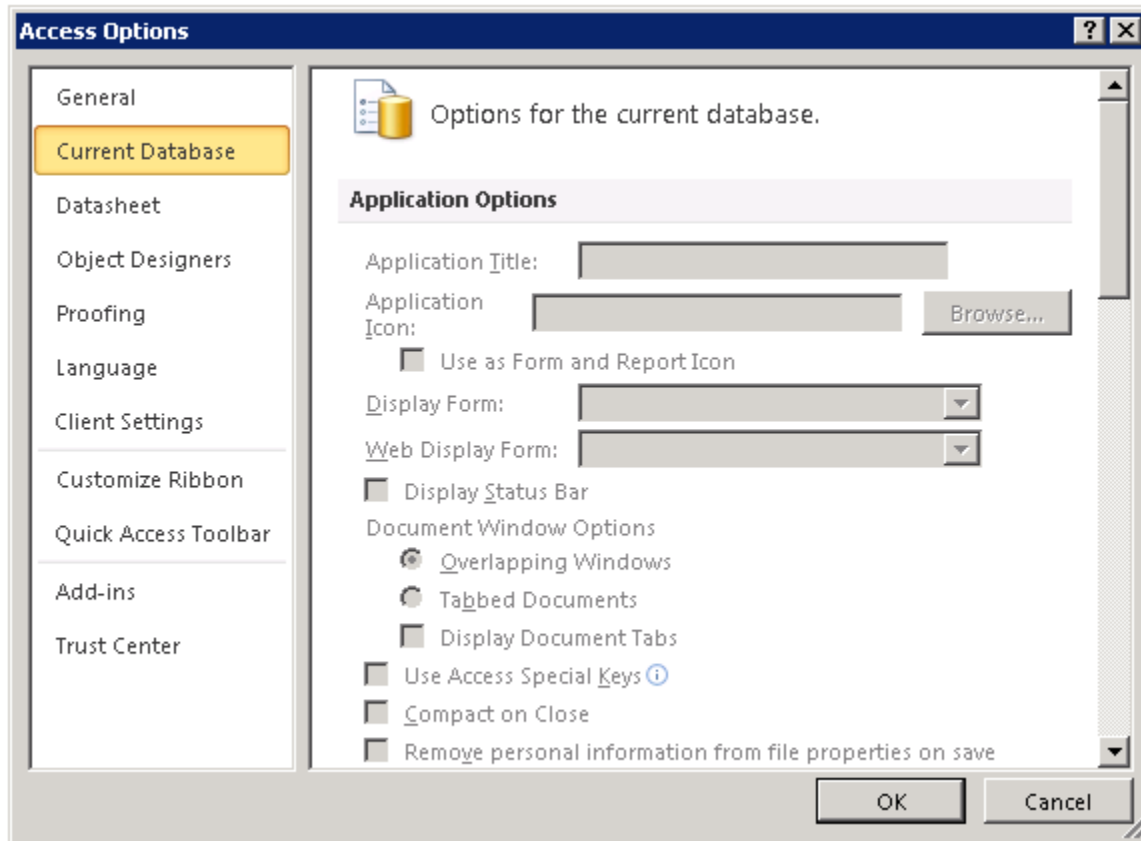 Access Options
General
Current Database
Datasheet
Object Designers
Proofing
Language
Client Settings
Customize Ribbon
Quick Access Toolbar
Add-ins
Trust Center
Options for the current database.
Application Options
Application Title:
Application
Icon:
Browse...
Use as Form and Report Icon
Display Form:
Web Display Form:
Display Status Bar
Document Window Options
Overlapping Windows
Tabbed Documents
Display Document Tabs
Use Access Special Keys
Compact on Close
Remove personal information from file properties on save
OK
Cancel